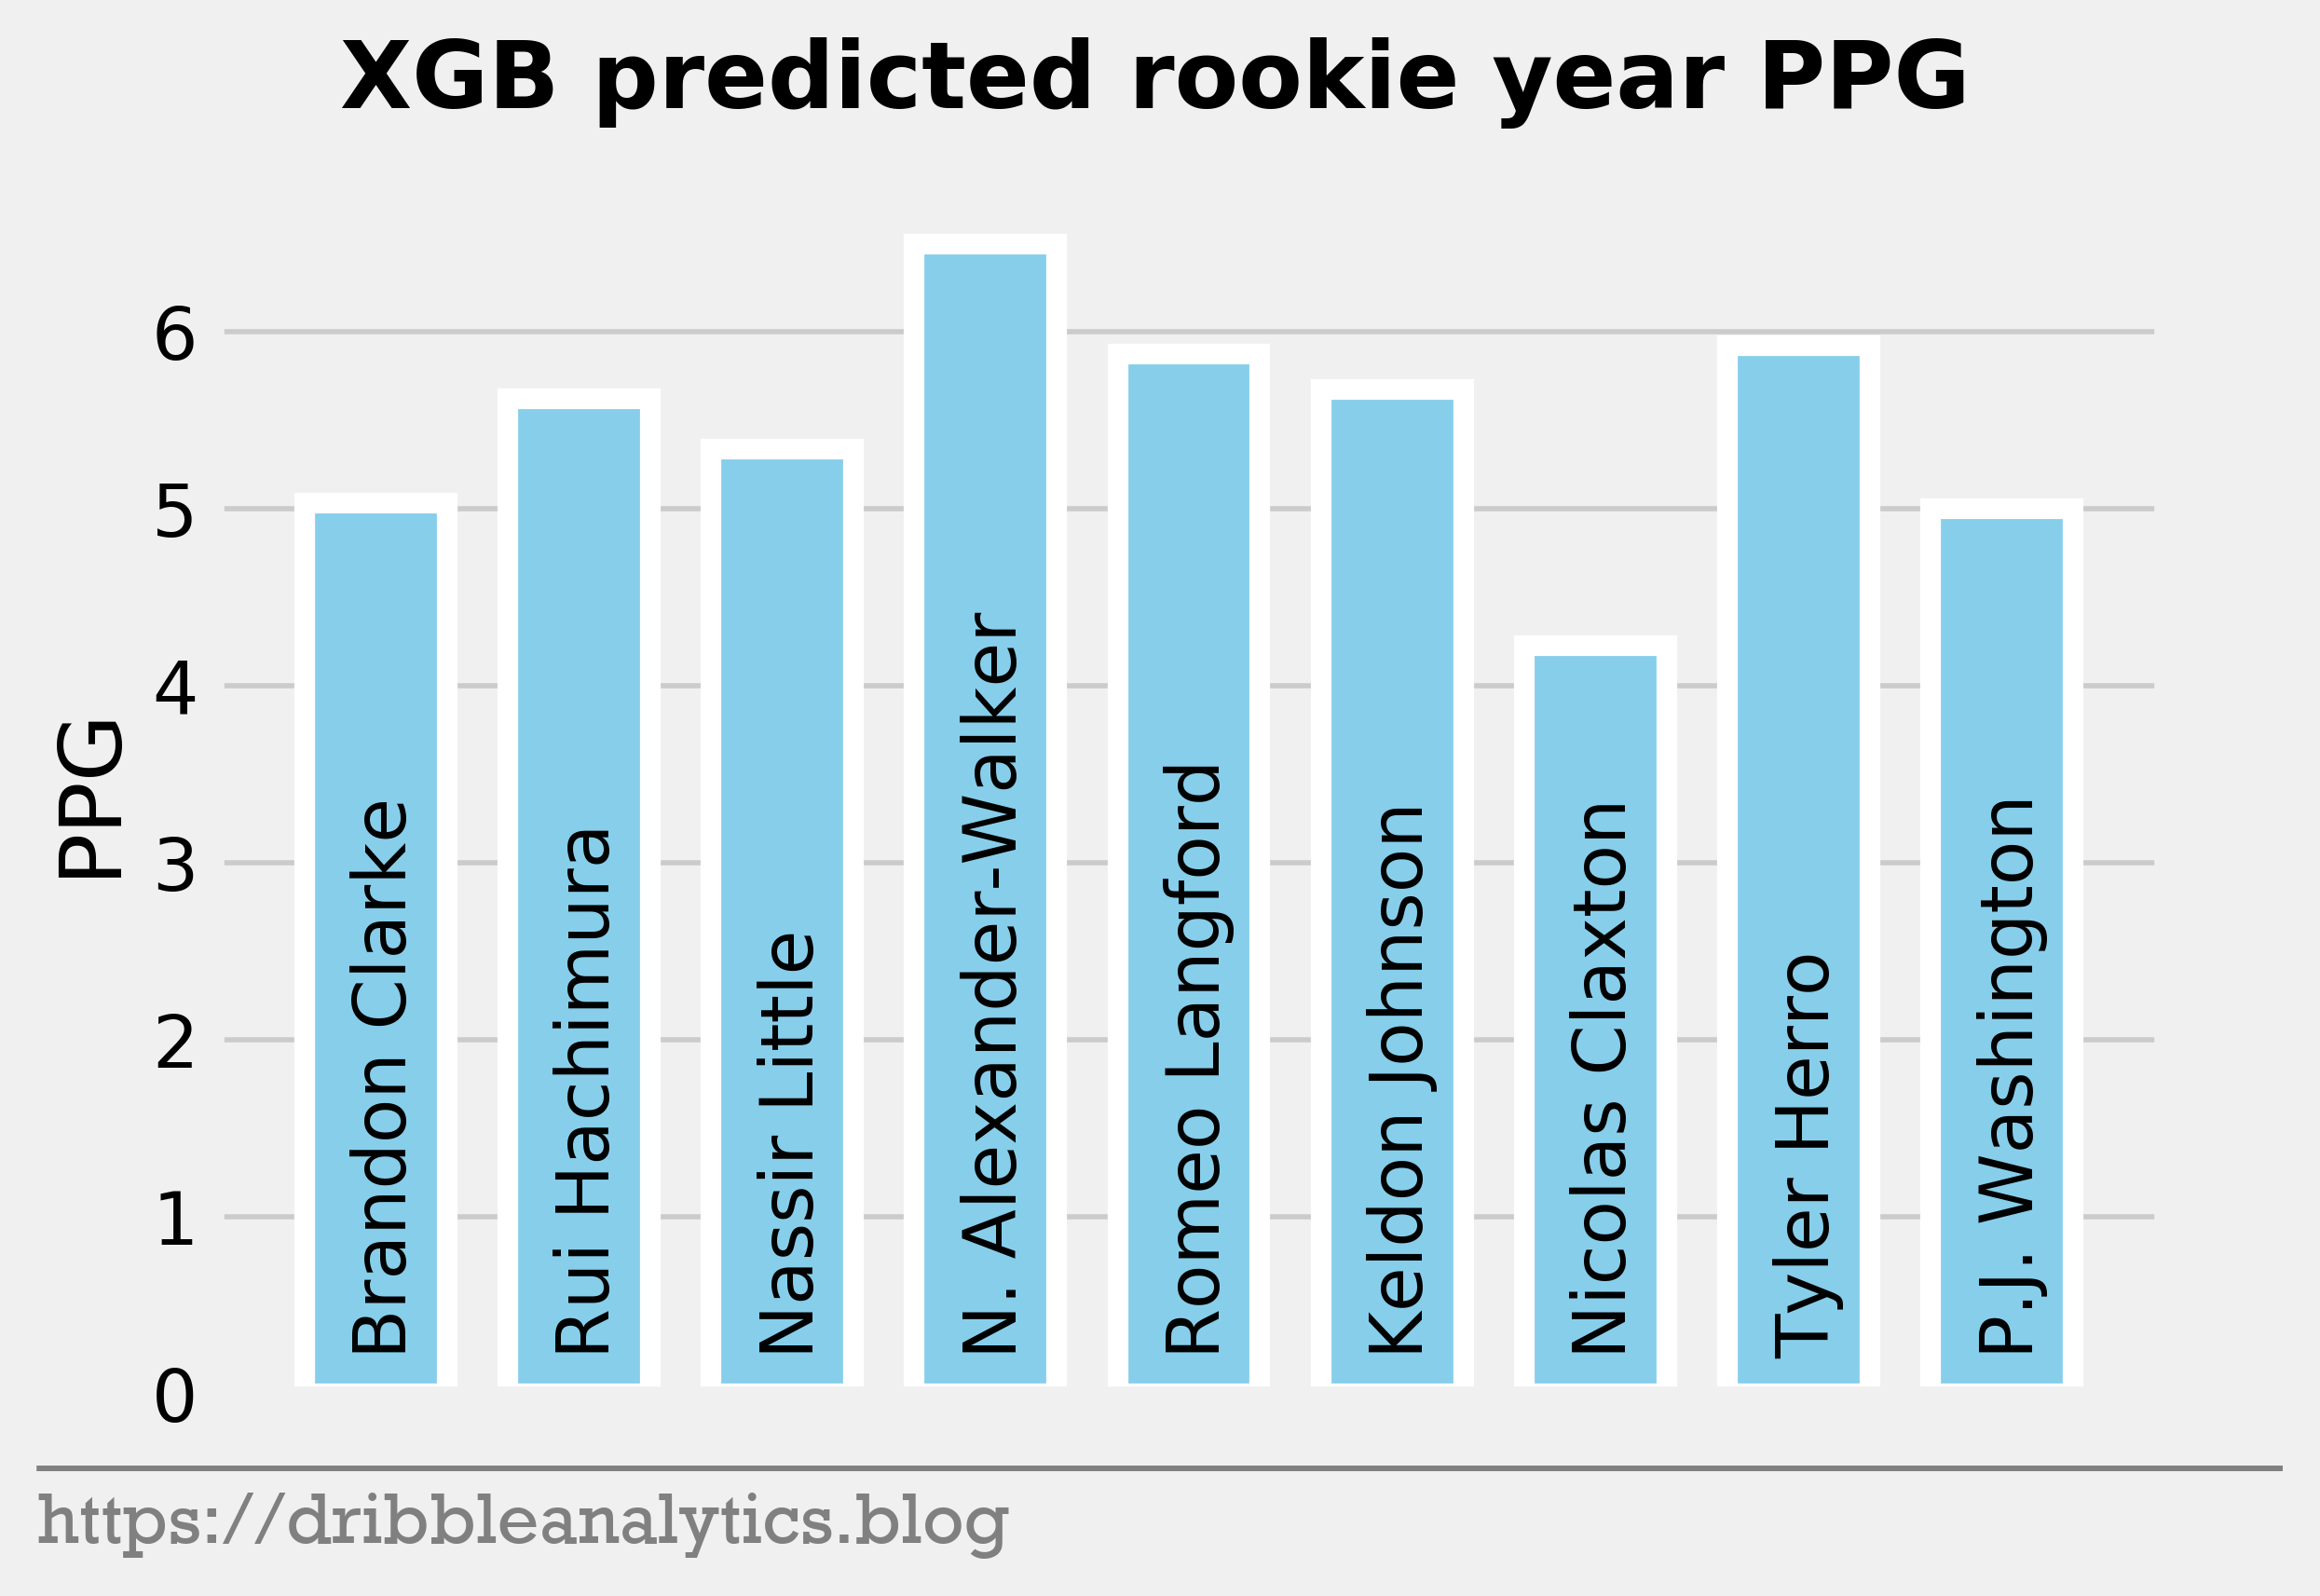 XGB predicted rookie year PPG
PPG
6
5
4
3
2
1
0
Brandon Clarke
Rui Hachimura
Nassir Little
N. Alexander-Walker
Romeo Langford
Keldon Johnson
Nicolas Claxton
Tyler Herro
P.J. Washington
https://dribbleanalytics.blog